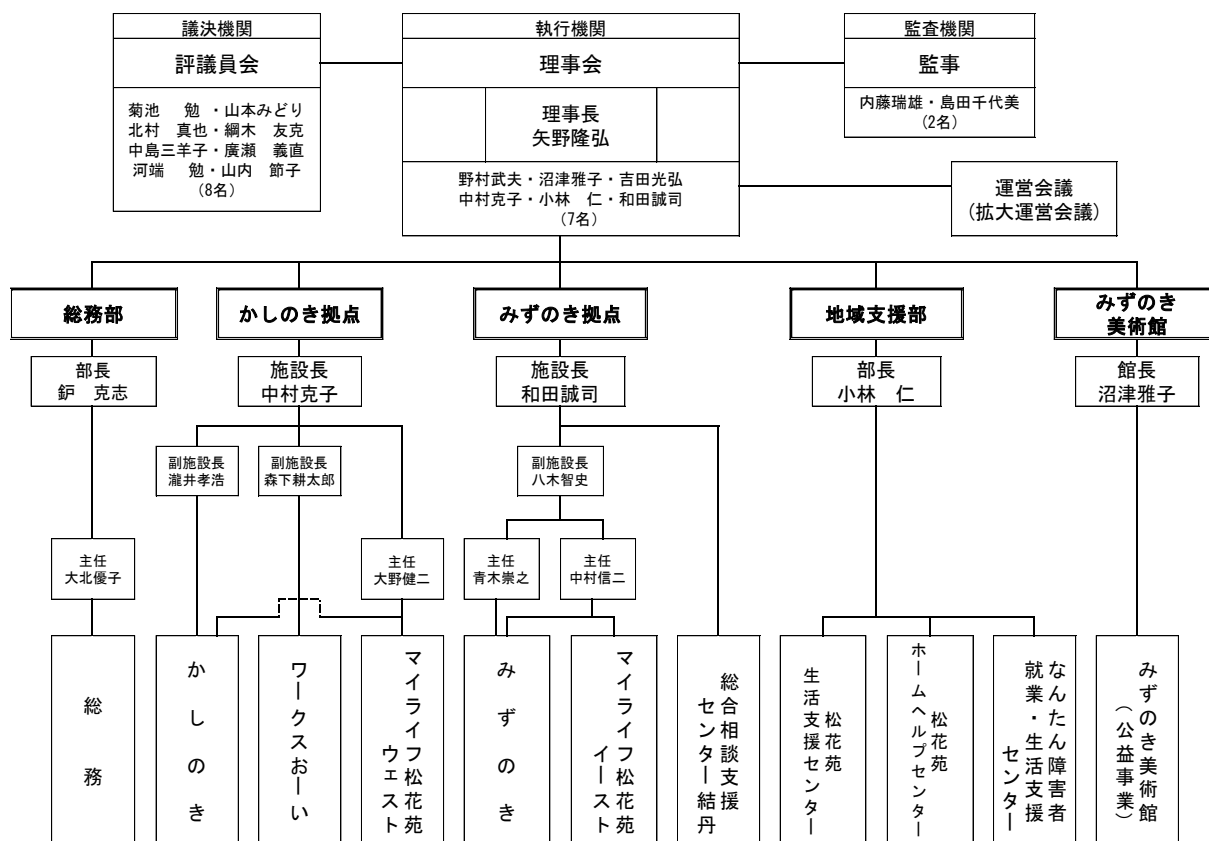 議決機関
評議員会
菊池　勉・山本みどり
北村　真也・綱木　友克
中島三羊子・廣瀬　義直
河端　勉・山内　節子
(8名)
執行機関
理事会
理事長
矢野隆弘
野村武夫・沼津雅子・吉田光弘
中村克子・小林　仁・和田誠司
(7名)
監査機関
監事
内藤瑞雄・島田千代美
(2名)
運営会議
(拡大運営会議)
総務部
かしのき拠点
みずのき拠点
地域支援部
みずのき
美術館
部長
鈩　克志
施設長
中村克子
施設長
和田誠司
部長
小林　仁
館長
沼津雅子
副施設長
瀧井孝浩
副施設長
森下耕太郎
副施設長
八木智史
主任
大北優子
主任
大野健二
主任
青木崇之
主任
中村信二
総務
かしのき
ワークスおーい
マイライフ松花苑
ウェスト
みずのき
マイライフ松花苑
イースト
総合相談支援
センター結丹
松花苑
生活支援センター
松花苑
ホームヘルプセンター
なんたん障害者
就業・生活支援
センター
みずのき美術館
（公益事業）